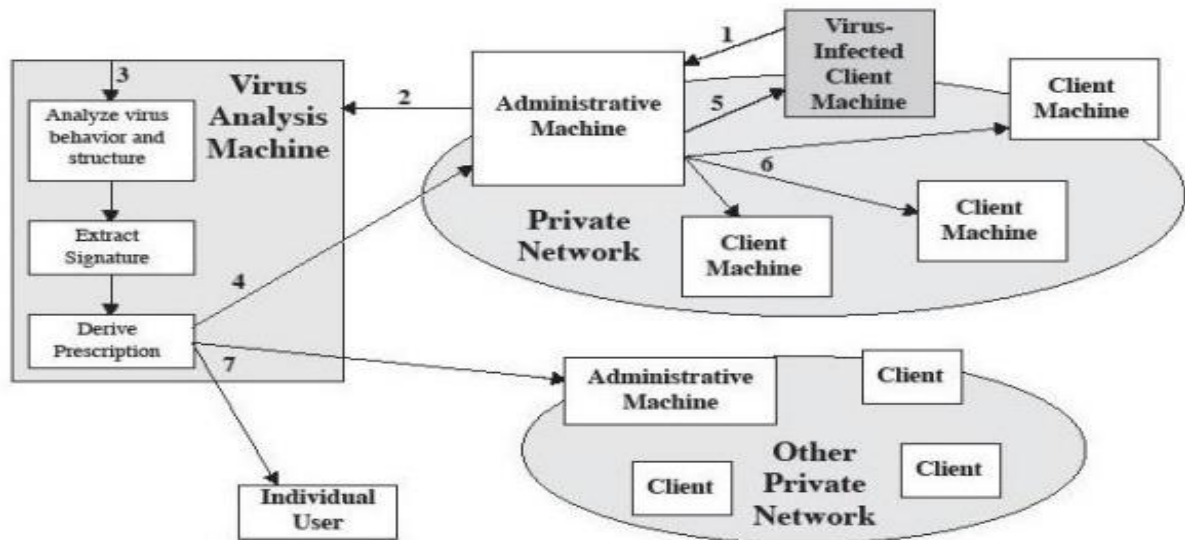 1
Virus-
Infected
Client
Machine
3
Virus
Analysis
Machine
2
Administrative
Machine
5
Client
Machine
Analyze virus
behavior and
structure
6
Private
Network
Client
Machine
Client
Machine
Extract
Signature
4
Derive
Prescription
7
Administrative
Machine
Client
Other
Private
Network
Client
Client
Individual
User